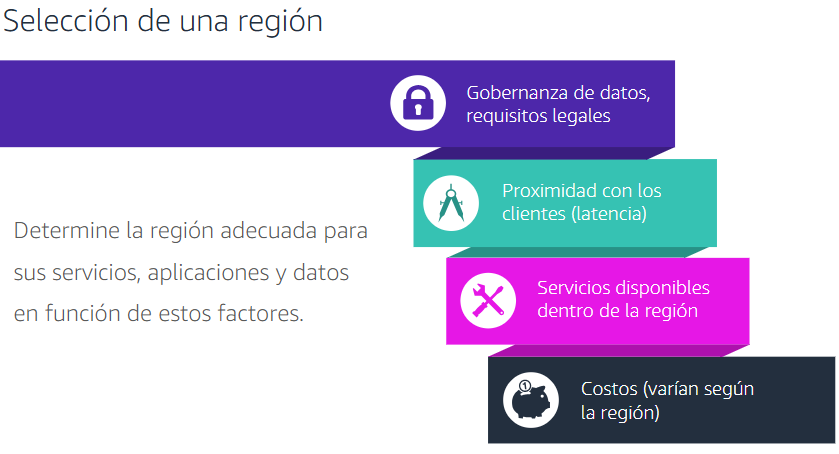 Selección de una región
Gobernanza de datos,
requisitos legales
Proximidad con los
clientes (latencia)
Determine la región adecuada para
sus servicios, aplicaciones y datos
en función de estos factores.
Servicios disponibles
dentro de la región
1
Costos (varían según
la región)